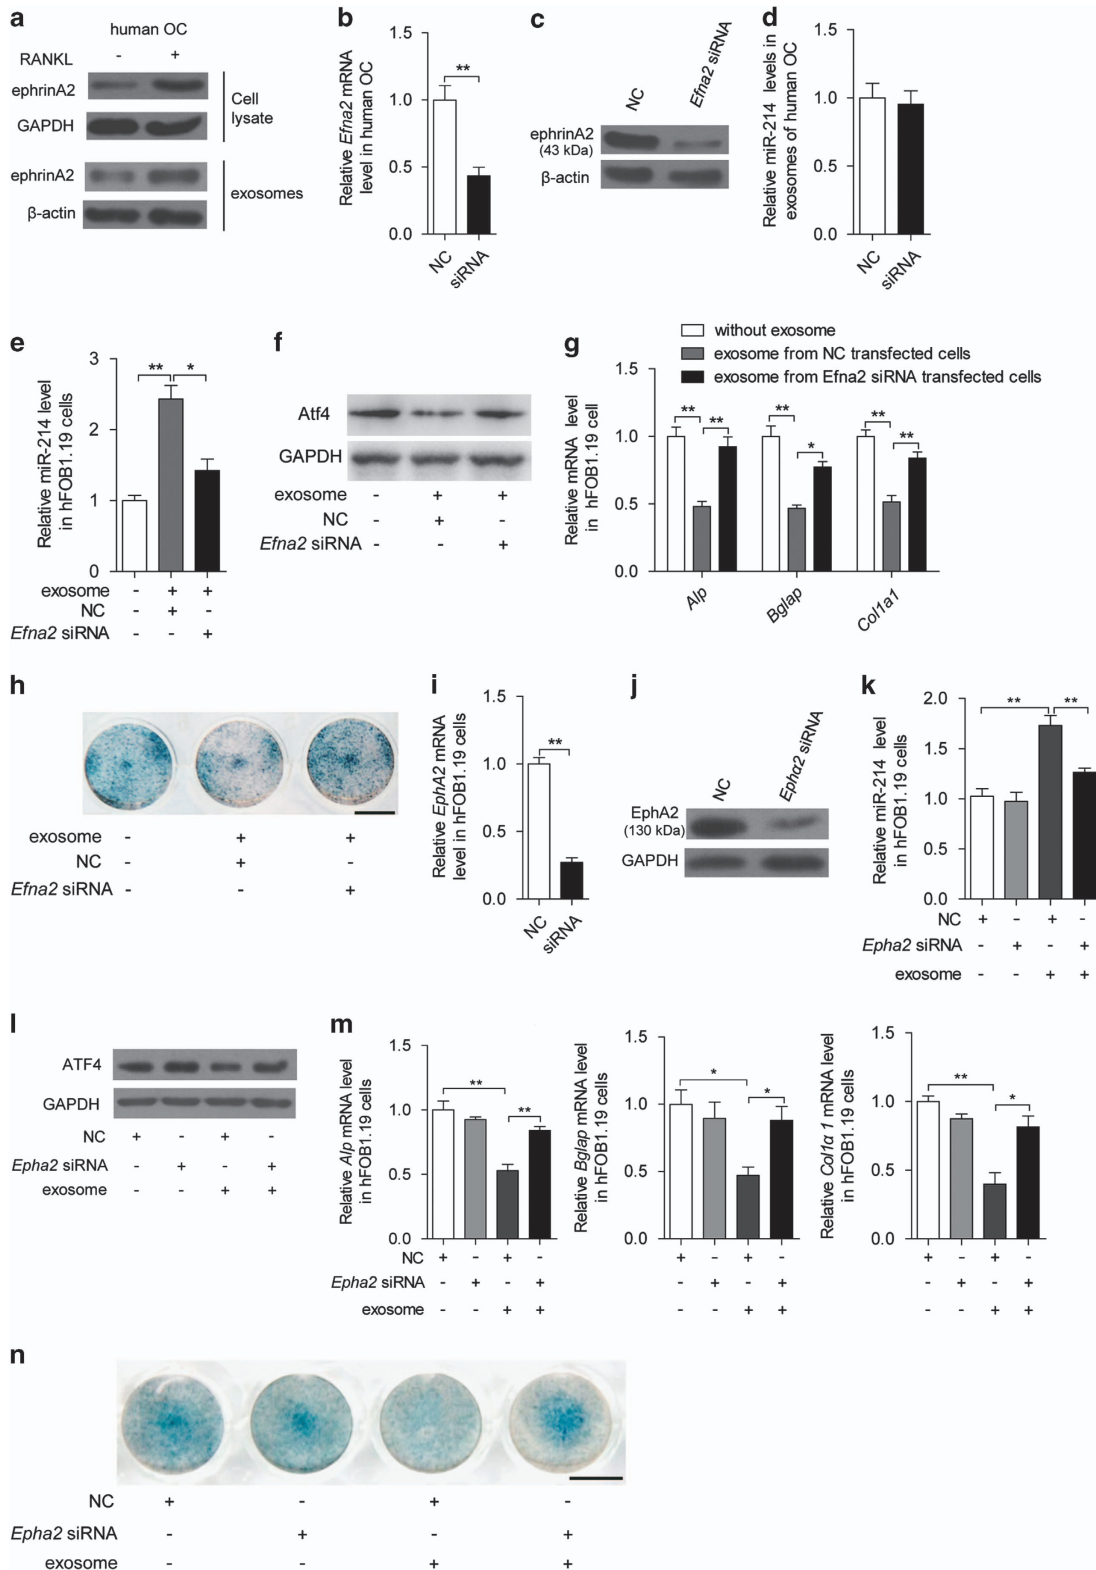 a
human OC
RANKL - +
ephrinA2
GAPDH
Cell
lysate
ephrinA2
β-actin
exosomes
b
Relative Efna2 mRNA
level in human OC
1.5
1.0
0.5
0.0
**
NC
siRNA
c
NC
Efna2 siRNA
ephrinA2
(43 kDa)
β-actin
d
Relative miR-214 levels in
exosomes of human OC
1.5
1.0
0.5
0.0
NC
siRNA
e
Relative miR-214 level
in hFOB1.19 cells
3
2
1
0
** *
exosome - + +
NC - + -
Efna2 siRNA - - +
f
Atf4
GAPDH
exosome - + +
NC - + -
Efna2 siRNA - - +
g
without exosome
exosome from NC transfected cells
exosome from Efna2 siRNA transfected cells
Relative mRNA level
in hFOB1.19 cell
1.5
1.0
0.5
0.0
** **
** *
** **
Alp
Bglap
Col1a1
h
exosome - + +
NC - + -
Efna2 siRNA - - +
i
Relative EphA2 mRNA
level in hFOB1.19 cells
1.5
1.0
0.5
0.0
**
NC
siRNA
j
NC
Epha2 siRNA
EphA2
(130 kDa)
GAPDH
k
Relative miR-214 level
in hFOB1.19 cells
2.0
1.5
1.0
0.5
0.0
** **
NC + - + -
Epha2 siRNA - + - +
exosome - - + +
l
ATF4
GAPDH
NC + - + -
Epha2 siRNA - + - +
exosome - - + +
m
Relative Alp mRNA level
in hFOB1.19 cells
1.5
1.0
0.5
0.0
** **
Relative Bglap mRNA level
in hFOB1.19 cells
1.5
1.0
0.5
0.0
* *
Relative Col1α 1 mRNA level
in hFOB1.19 cells
1.5
1.0
0.5
0.0
** *
NC + - + - + - + - + - + -
Epha2 siRNA - + - + - + - + - + - +
exosome - - + + - - + + - - + +
n
NC + - + -
Epha2 siRNA - + - +
exosome - - + +